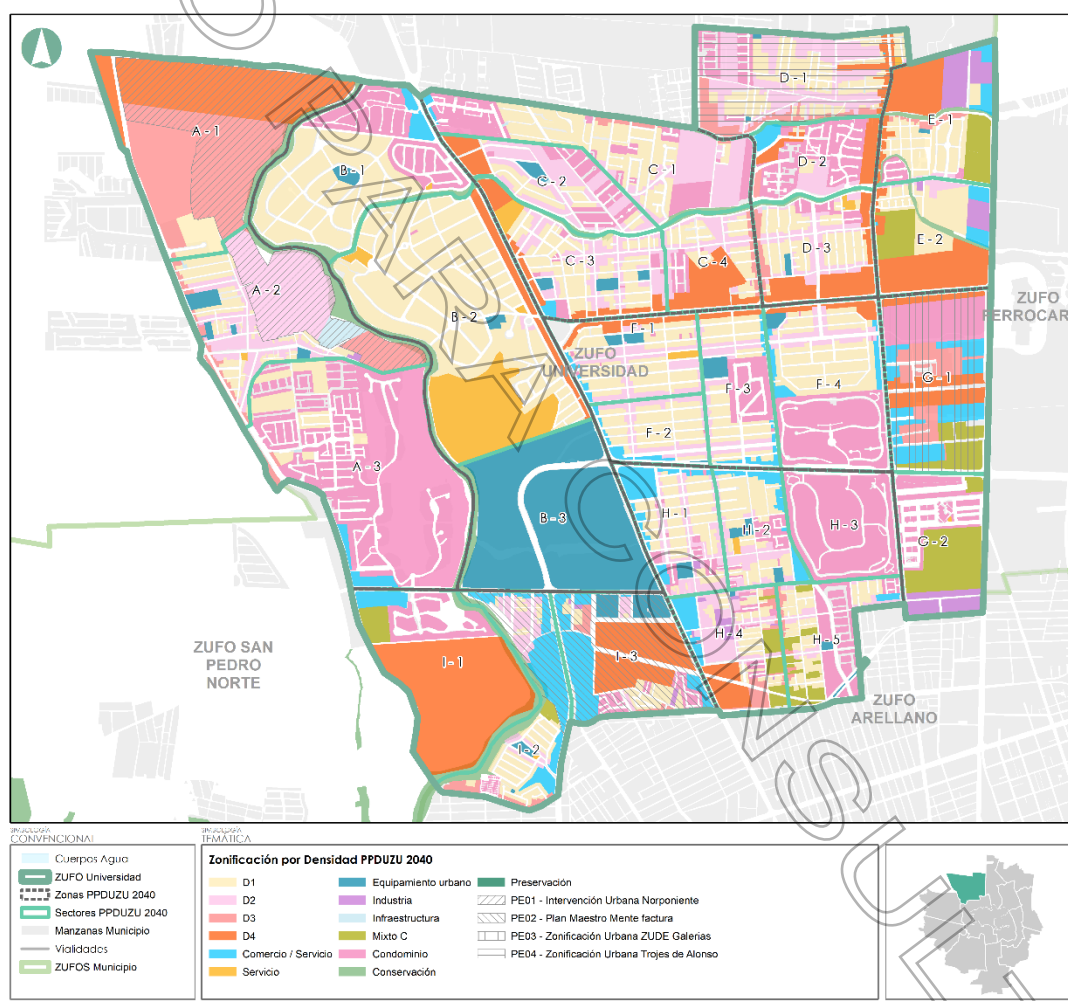 D - 1
A - 1
E - 1
B - 1
C - 1
D - 2
C - 2
E - 2
D - 3
C - 3
C - 4
A - 2
B - 2
F - 1
ZUFO
UNIVERSIDAD
ZUFO
FERROCAR
G - 1
F - 3
F - 4
F - 2
A - 3
B - 3
H - 1
H - 2
H - 3
G - 2
H - 4
H - 5
I - 1
I - 3
I - 2
ZUFO SAN
PEDRO
NORTE
ZUFO
ARELLANO
PARA CONSULT
SIMBOLOGÍA
CONVENCIONAL
Cuerpos Agua
ZUFO Universidad
Zonas PPDUZU 2040
Sectores PPDUZU 2040
Manzanas Municipio
Vialidades
ZUFOS Municipio
SIMBOLOGÍA
TEMÁTICA
Zonificación por Densidad PPDUZU 2040
D1
D2
D3
D4
Comercio / Servicio
Servicio
Equipamiento urbano
Industria
Infraestructura
Mixto C
Condominio
Conservación
Preservación
PE01 - Intervención Urbana Norponiente
PE02 - Plan Maestro Mente factura
PE03 - Zonificación Urbana ZUDE Galerias
PE04 - Zonificación Urbana Trojes de Alonso